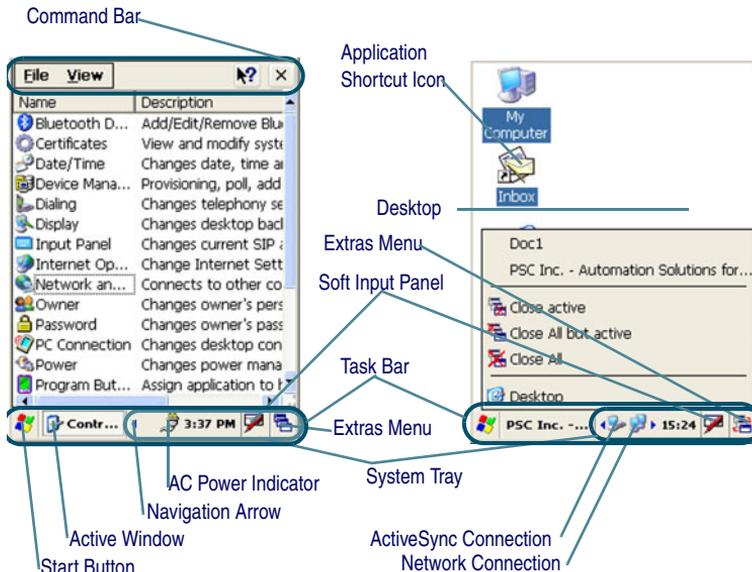 Command Bar
File View
Name Description
Bluetooth D... Add/Edit/Remove Blu
Certificates View and modify syste
Date/Time Changes date, time a
Device Mana... Provisioning, poll, add
Dialing Changes telephony se
Display Changes desktop bac
Input Panel Changes current SIP
Internet Op... Change Internet Sett
Network an... Connects to other co
Owner Changes owner's pers
Password Changes owner's pass
PC Connection Changes desktop con
Power Changes power mana
Program But... Assign application to
Contr... 3:37 PM
Application
Shortcut Icon
Desktop
Extras Menu
Soft Input Panel
Task Bar
Extras Menu
System Tray
AC Power Indicator
Navigation Arrow
Active Window
Start Button
My
Computer
Inbox
Doc1
PSC Inc. - Automation Solutions for...
Close active
Close All but active
Close All
Desktop
PSC Inc. -... 15:24
ActiveSync Connection
Network Connection